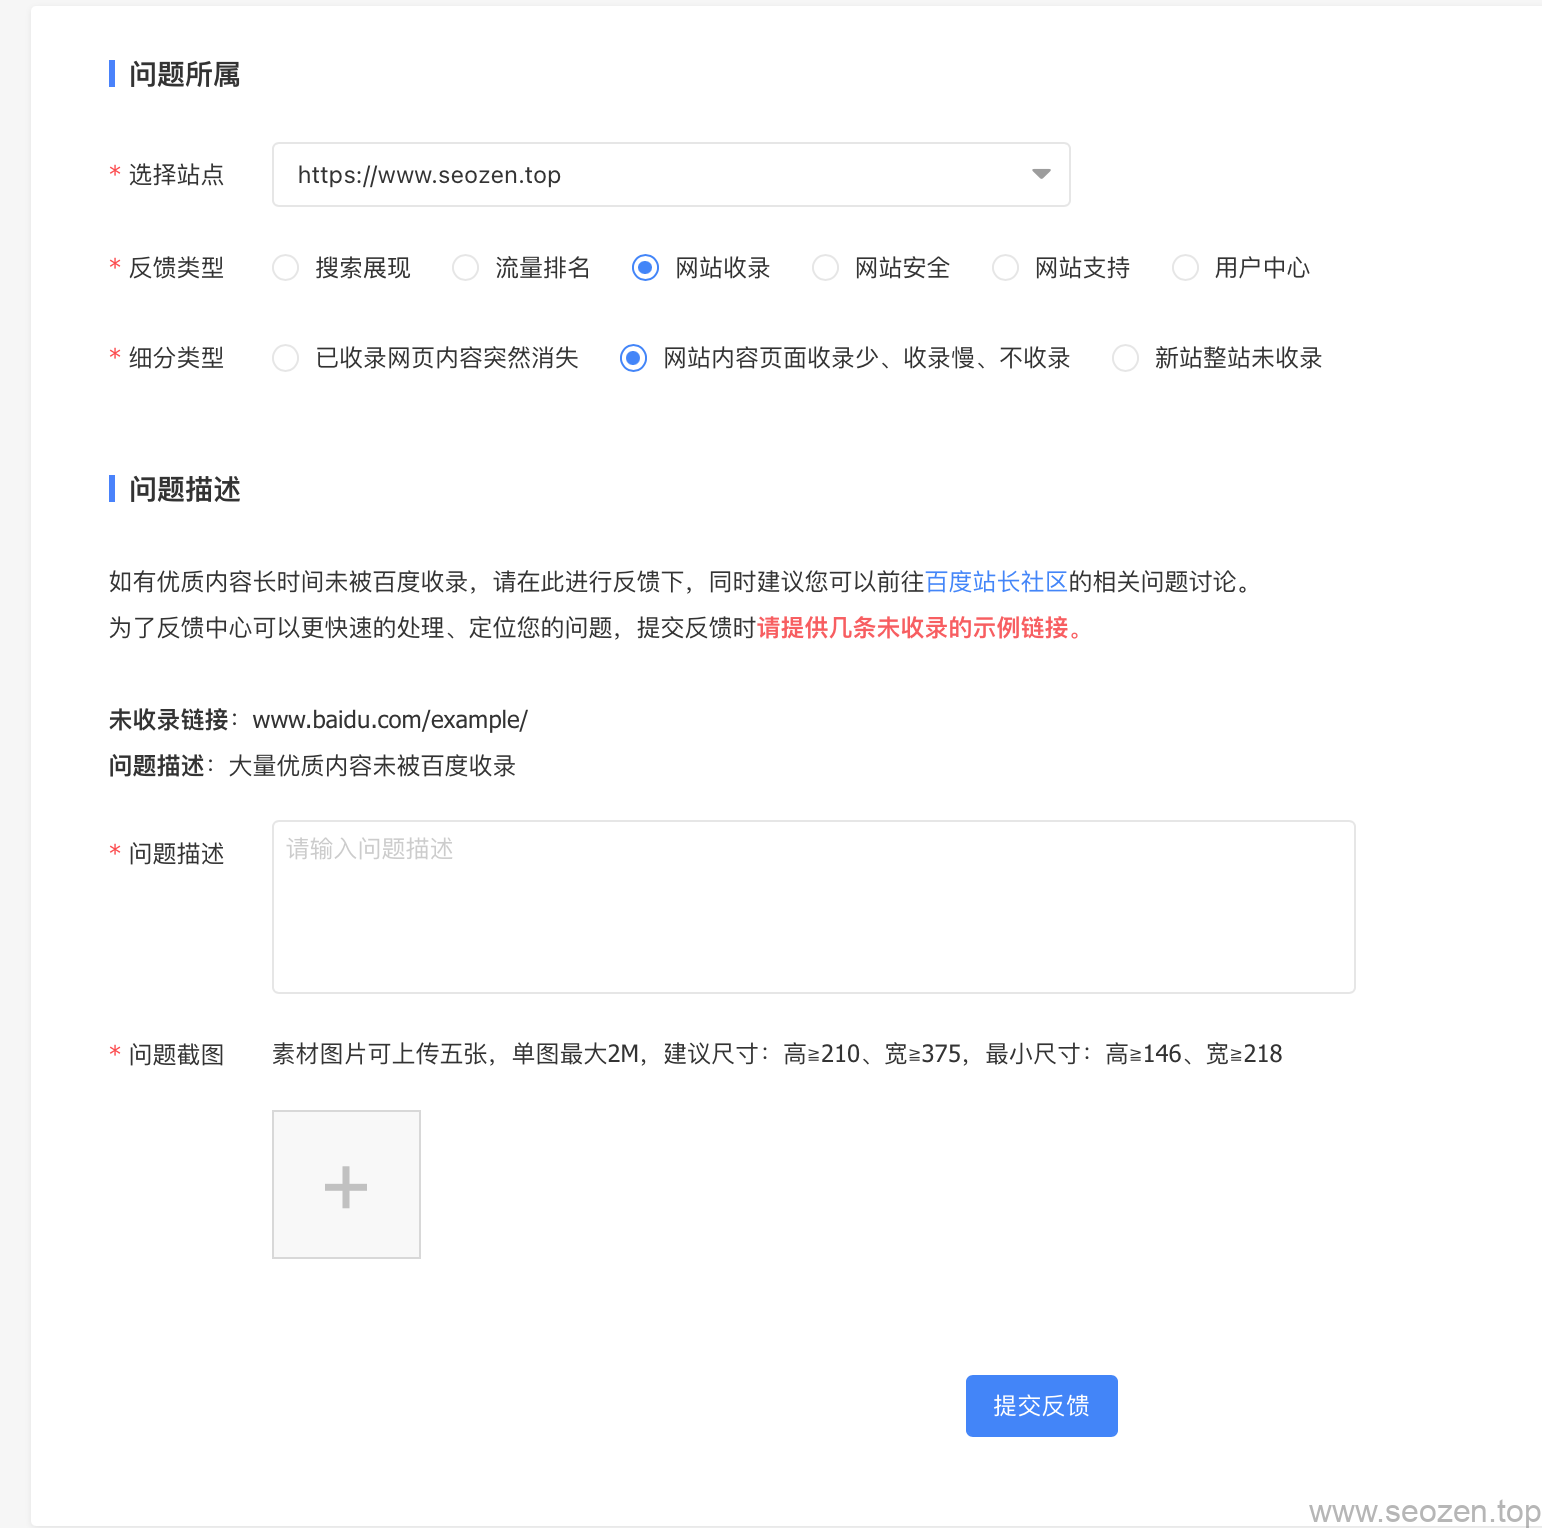 问题所属
* 选择站点 https://www.seozen.top
* 反馈类型 搜索展现 流量排名 网站收录 网站安全 网站支持 用户中心
* 细分类型 已收录网页内容突然消失 网站内容页面收录少、收录慢、不收录 新站整站未收录
问题描述
如有优质内容长时间未被百度收录，请在此进行反馈下，同时建议您可以前往百度站长社区的相关问题讨论。
为了反馈中心可以更快速的处理、定位您的问题，提交反馈时请提供几条未收录的示例链接。
未收录链接：www.baidu.com/example/
问题描述：大量优质内容未被百度收录
* 问题描述 请输入问题描述
* 问题截图 素材图片可上传五张，单图最大2M，建议尺寸：高≧210、宽≧375，最小尺寸：高≧146、宽≧218
提交反馈
www.seozen.top